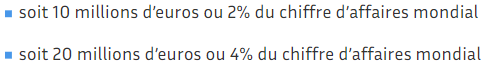 ▪ soit 10 millions d’euros ou 2% du chiffre d’affaires mondial
▪ soit 20 millions d’euros ou 4% du chiffre d’affaires mondial